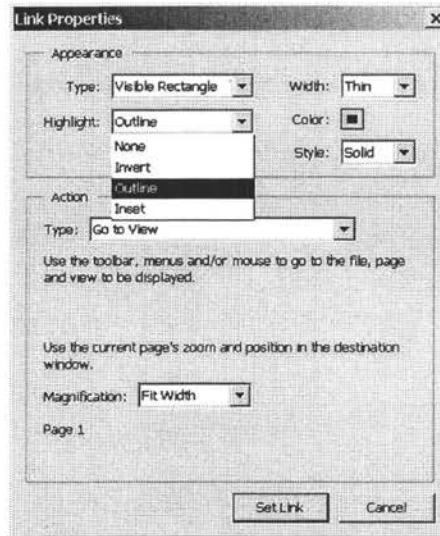 Link Properties X
Appearance
Type: Visible Rectangle Width: Thin
Highlight: Outline Color:
None
Invert Style: Solid
Outline
Inset
Action
Type: Go to View
Use the toolbar, menus and/or mouse to go to the file, page
and view to be displayed.
Use the current page's zoom and position in the destination
window.
Magnification: Fit Width
Page 1
Set Link Cancel